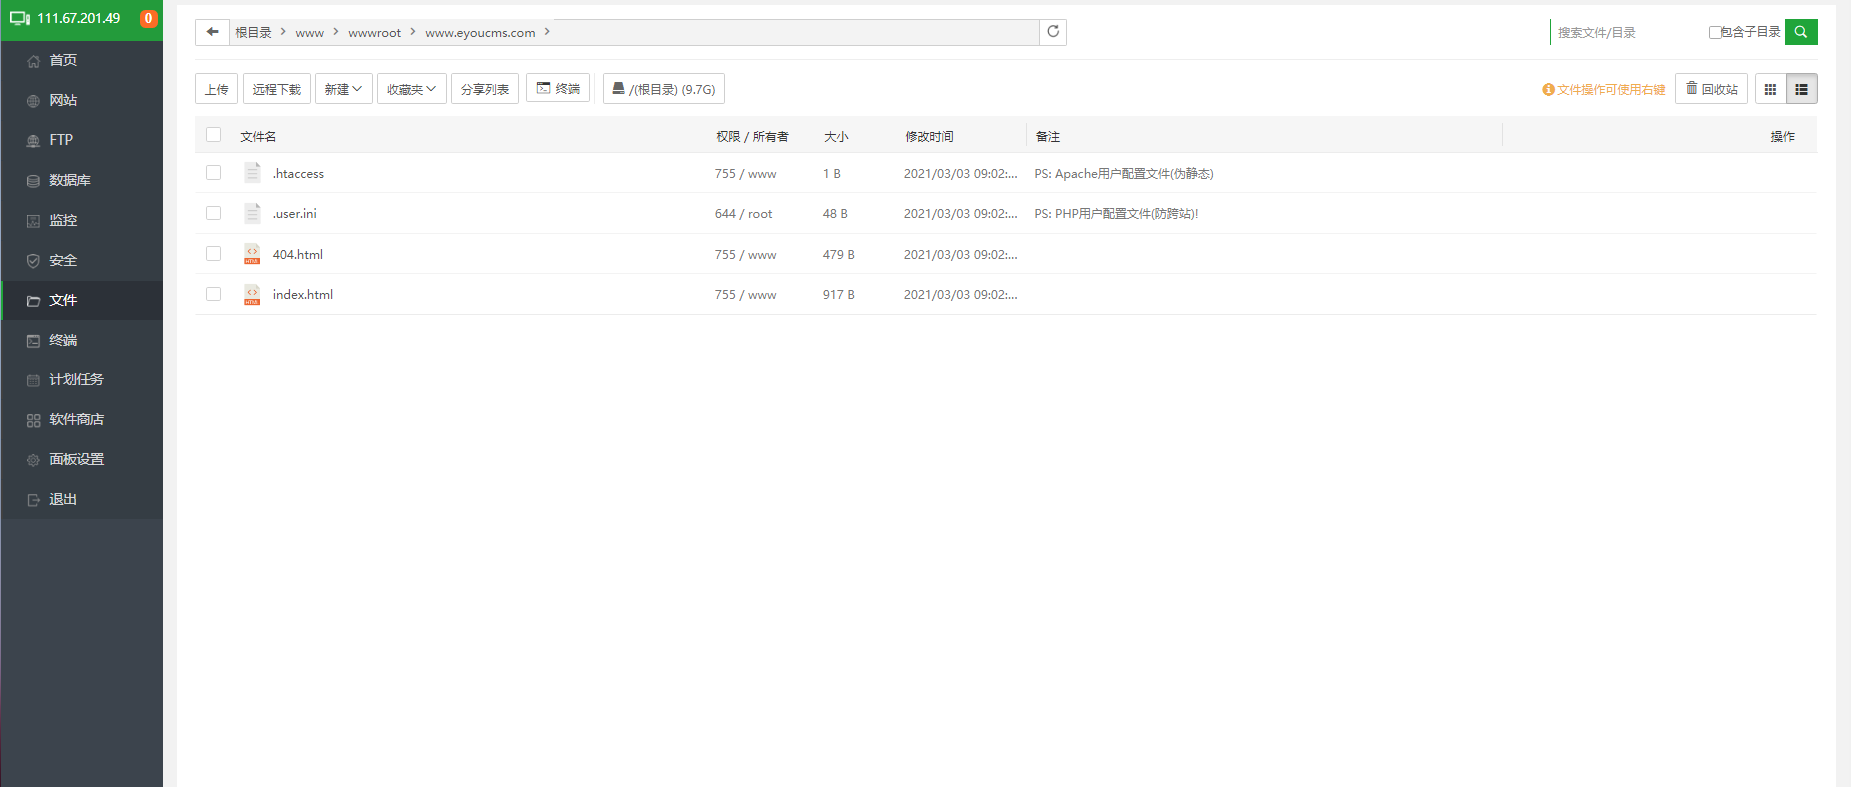 111.67.201.49 0
首页
网站
FTP
数据库
监控
安全
文件
终端
计划任务
软件商店
面板设置
退出
根目录 www wwwroot www.eyoucms.com
搜索文件/目录 包含子目录
上传 远程下载 新建 收藏夹 分享列表 终端 /(根目录) (9.7G)
文件操作可使用右键 回收站
文件名 权限 / 所有者 大小 修改时间 备注 操作
.htaccess 755 / www 1 B 2021/03/03 09:02:... PS: Apache用户配置文件(伪静态)
.user.ini 644 / root 48 B 2021/03/03 09:02:... PS: PHP用户配置文件(防跨站)!
HTML 404.html 755 / www 479 B 2021/03/03 09:02:...
HTML index.html 755 / www 917 B 2021/03/03 09:02:...